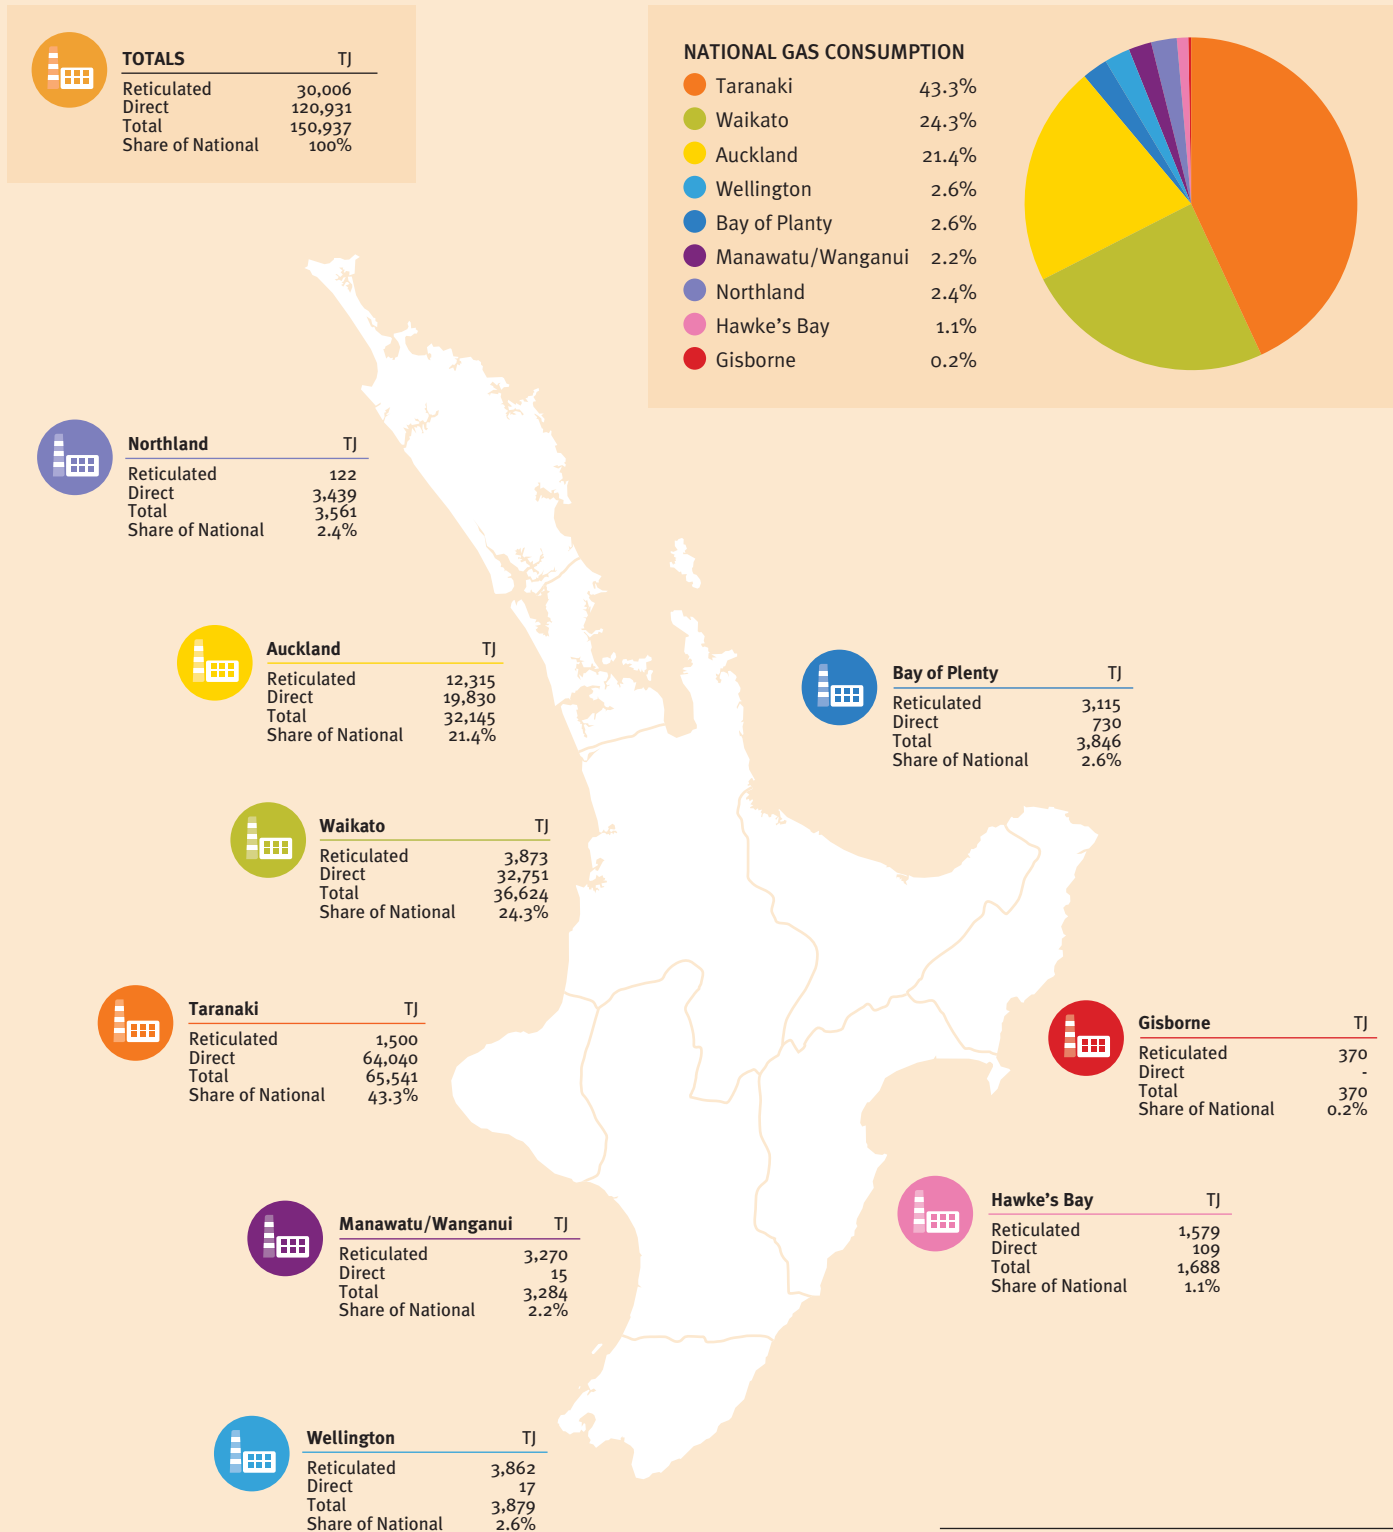 TOTALS TJ
Reticulated 30,006
Direct 120,931
Total 150,937
Share of National 100%
NATIONAL GAS CONSUMPTION
Taranaki 43.3%
Waikato 24.3%
Auckland 21.4%
Wellington 2.6%
Bay of Planty 2.6%
Manawatu/Wanganui 2.2%
Northland 2.4%
Hawke's Bay 1.1%
Gisborne 0.2%
Northland TJ
Reticulated 122
Direct 3,439
Total 3,561
Share of National 2.4%
Auckland TJ
Reticulated 12,315
Direct 19,830
Total 32,145
Share of National 21.4%
Bay of Plenty TJ
Reticulated 3,115
Direct 730
Total 3,846
Share of National 2.6%
Waikato TJ
Reticulated 3,873
Direct 32,751
Total 36,624
Share of National 24.3%
Taranaki TJ
Reticulated 1,500
Direct 64,040
Total 65,541
Share of National 43.3%
Gisborne TJ
Reticulated 370
Direct -
Total 370
Share of National 0.2%
Manawatu/Wanganui TJ
Reticulated 3,270
Direct 15
Total 3,284
Share of National 2.2%
Hawke's Bay TJ
Reticulated 1,579
Direct 109
Total 1,688
Share of National 1.1%
Wellington TJ
Reticulated 3,862
Direct 17
Total 3,879
Share of National 2.6%